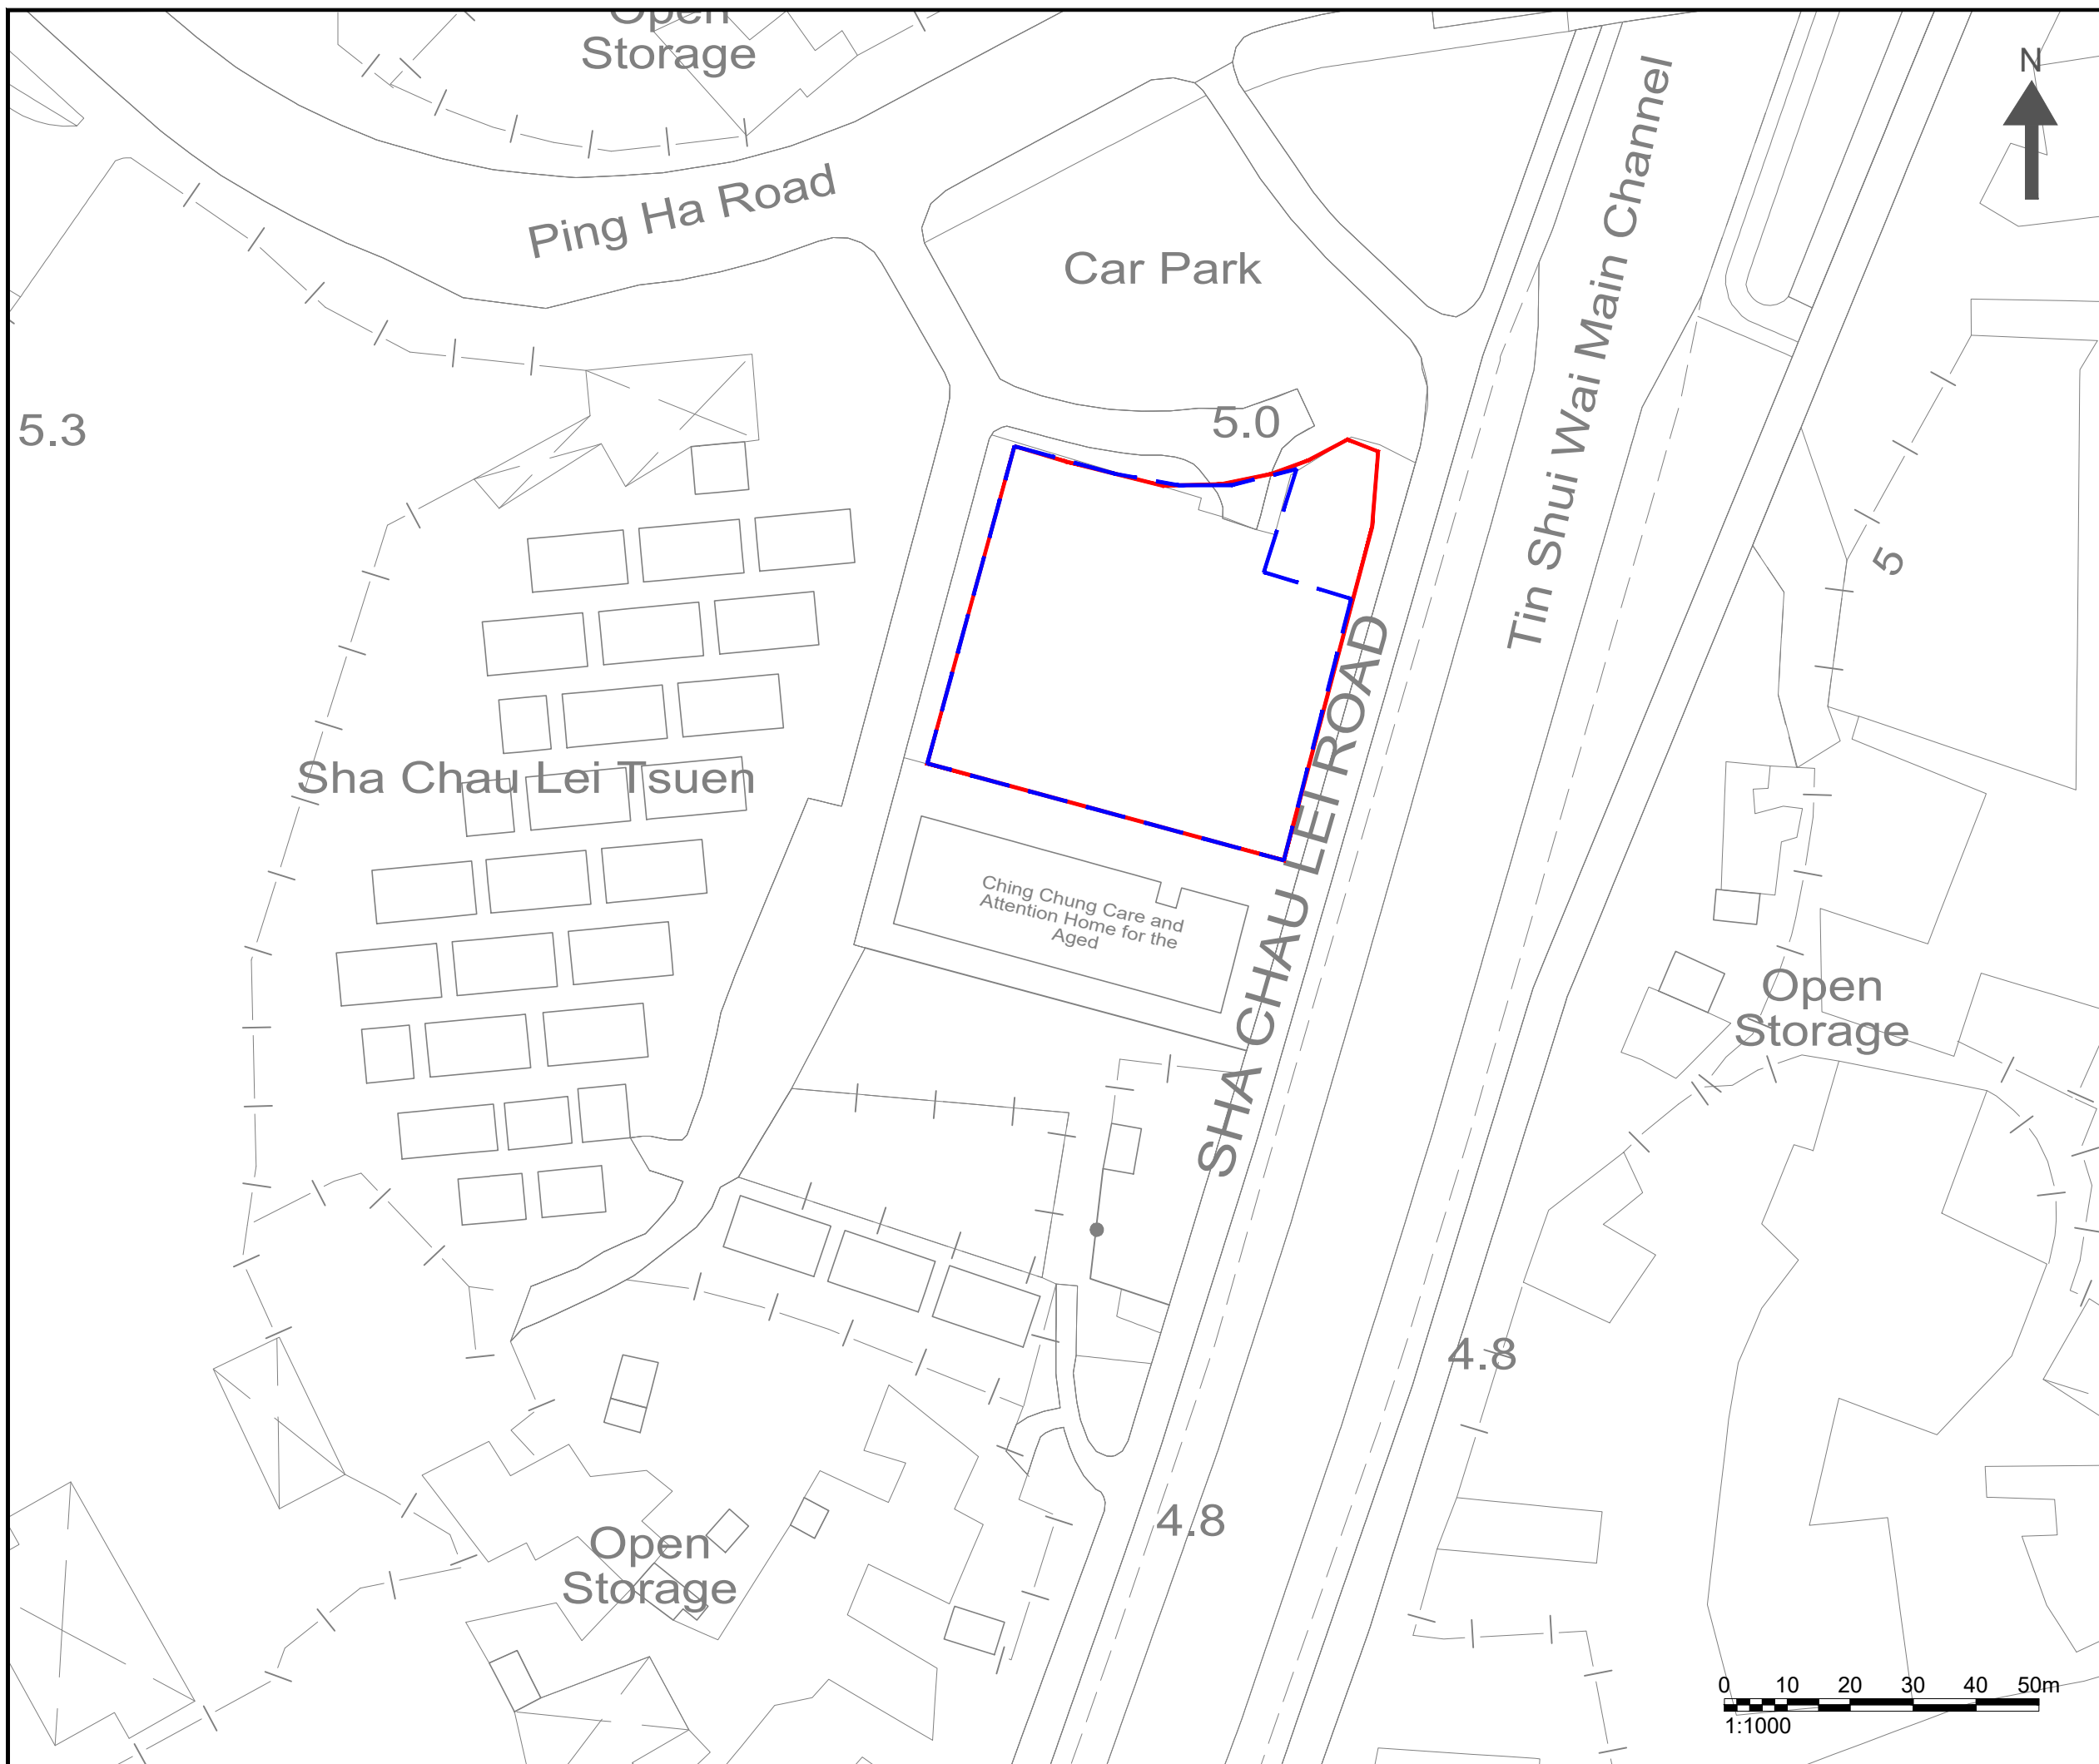 Open
Storage
N
Ping Ha Road
Car Park
Tin Shui Wai Main Channel
5.3
5.0
5
Sha Chau Lei Tsuen
SHA CHAU LEI ROAD
Ching Chung Care and
Attention Home for the
Aged
Open
Storage
4.8
4.8
Open
Storage
0 10 20 30 40 50m
1:1000